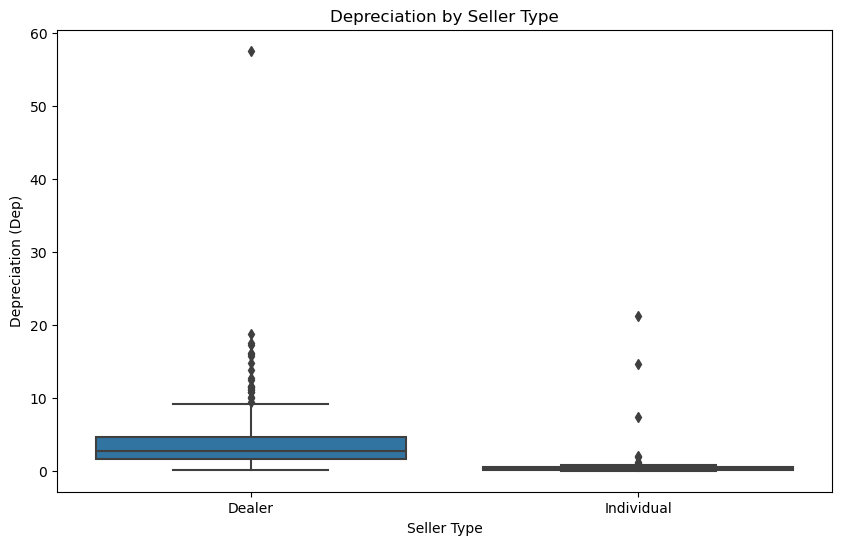 Depreciation by Seller Type
Depreciation (Dep)
60
50
40
30
20
10
0
Dealer
Individual
Seller Type